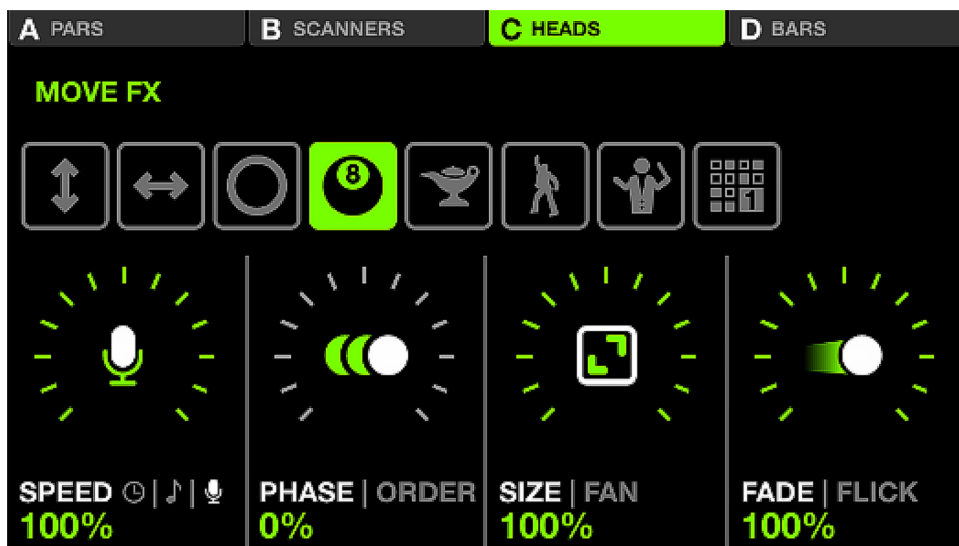 A PARS
B SCANNERS
C HEADS
D BARS
MOVE FX
8
1
SPEED | |
100%
PHASE | ORDER
0%
SIZE | FAN
100%
FADE | FLICK
100%